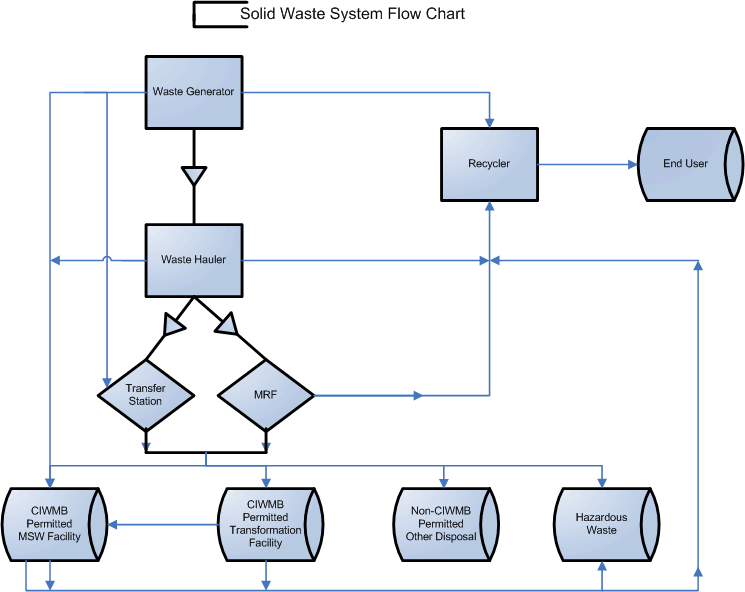 Solid Waste System Flow Chart
Waste Generator
Recycler
End User
Waste Hauler
Transfer
Station
MRF
CIWMB
Permitted
MSW Facility
CIWMB
Permitted
Transformation
Facility
Non-CIWMB
Permitted
Other Disposal
Hazardous
Waste